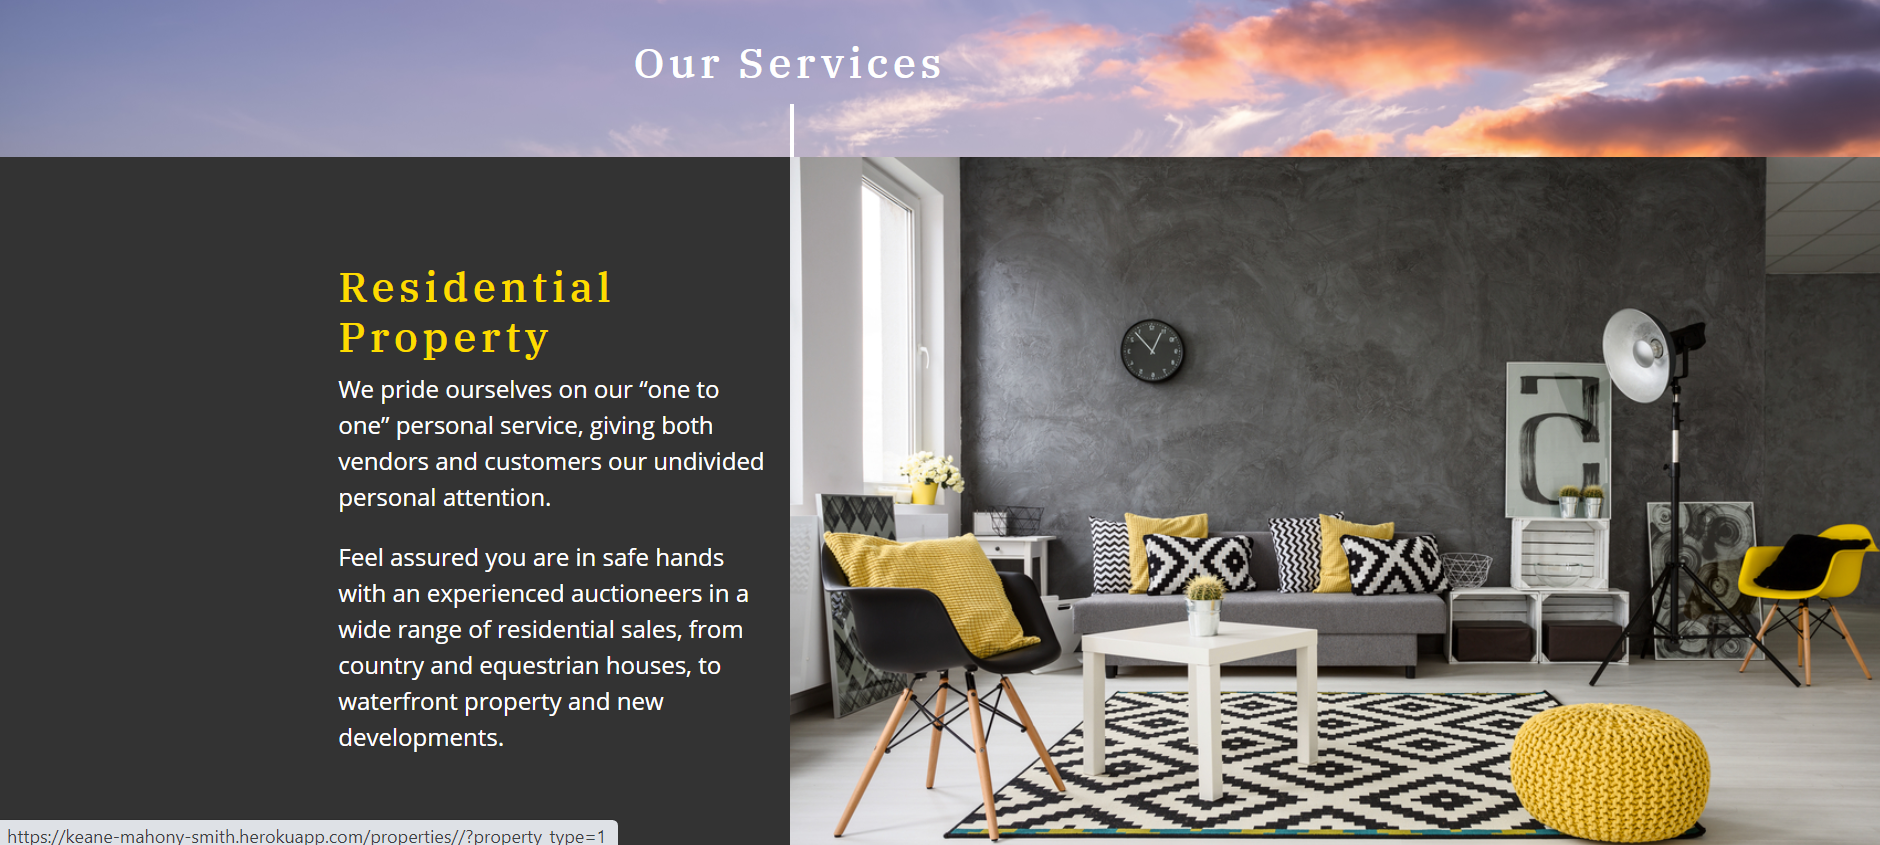 Our Services
Residential
Property
We pride ourselves on our “one to
one” personal service, giving both
vendors and customers our undivided
personal attention.
Feel assured you are in safe hands
with an experienced auctioneers in a
wide range of residential sales, from
country and equestrian houses, to
waterfront property and new
developments.
https://keane-mahony-smith.herokuapp.com/properties//?property_type=1